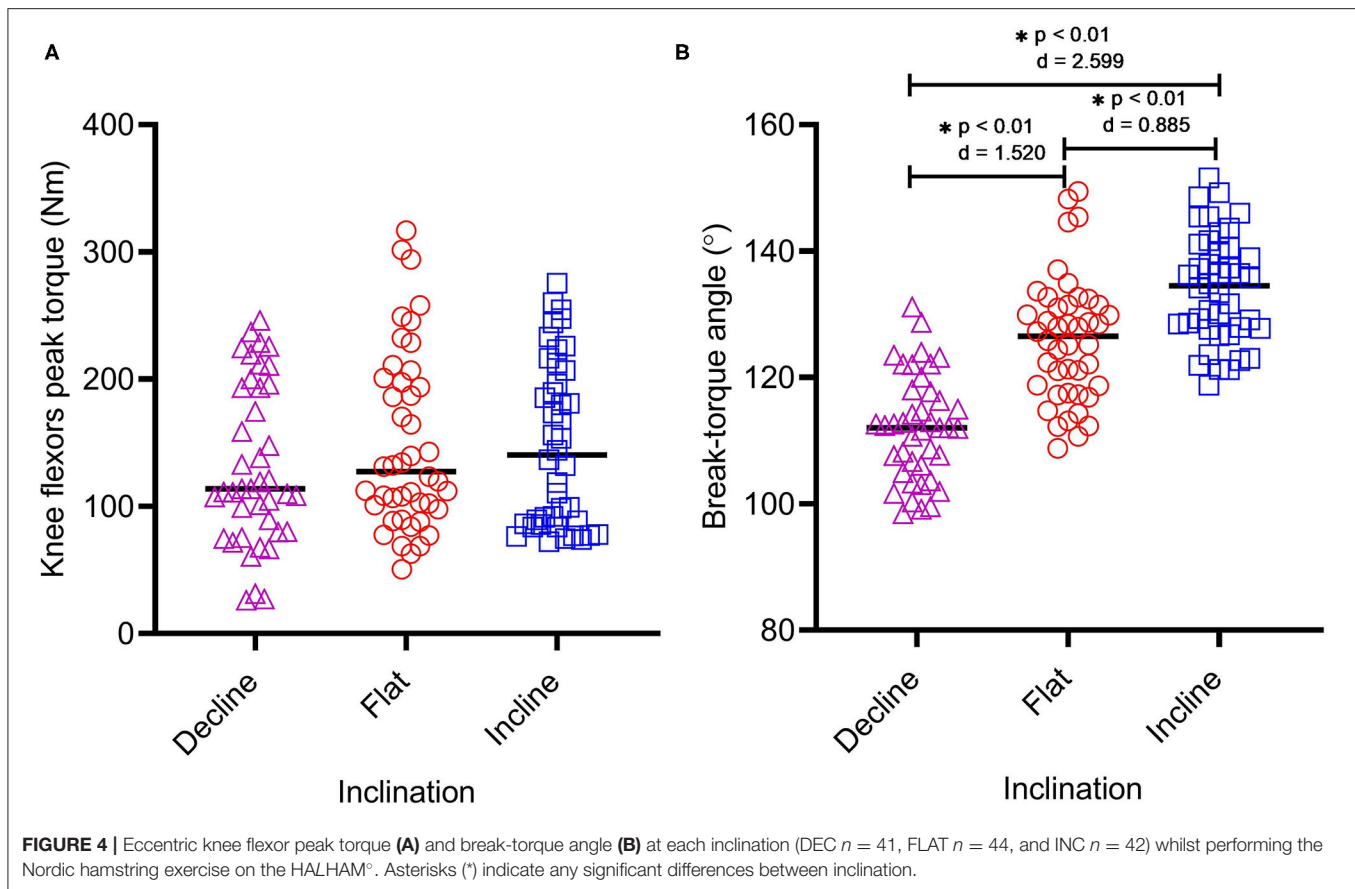 A
Knee flexors peak torque (Nm)
400
300
200
100
0
Decline
Flat
Incline
Inclination
B
* p < 0.01
d = 2.599
* p < 0.01
d = 0.885
* p < 0.01
d = 1.520
Break-torque angle (°)
160
140
120
100
80
Decline
Flat
Incline
Inclination
FIGURE 4 | Eccentric knee flexor peak torque (A) and break-torque angle (B) at each inclination (DEC n = 41, FLAT n = 44, and INC n = 42) whilst performing the
Nordic hamstring exercise on the HALHAM°. Asterisks (*) indicate any significant differences between inclination.